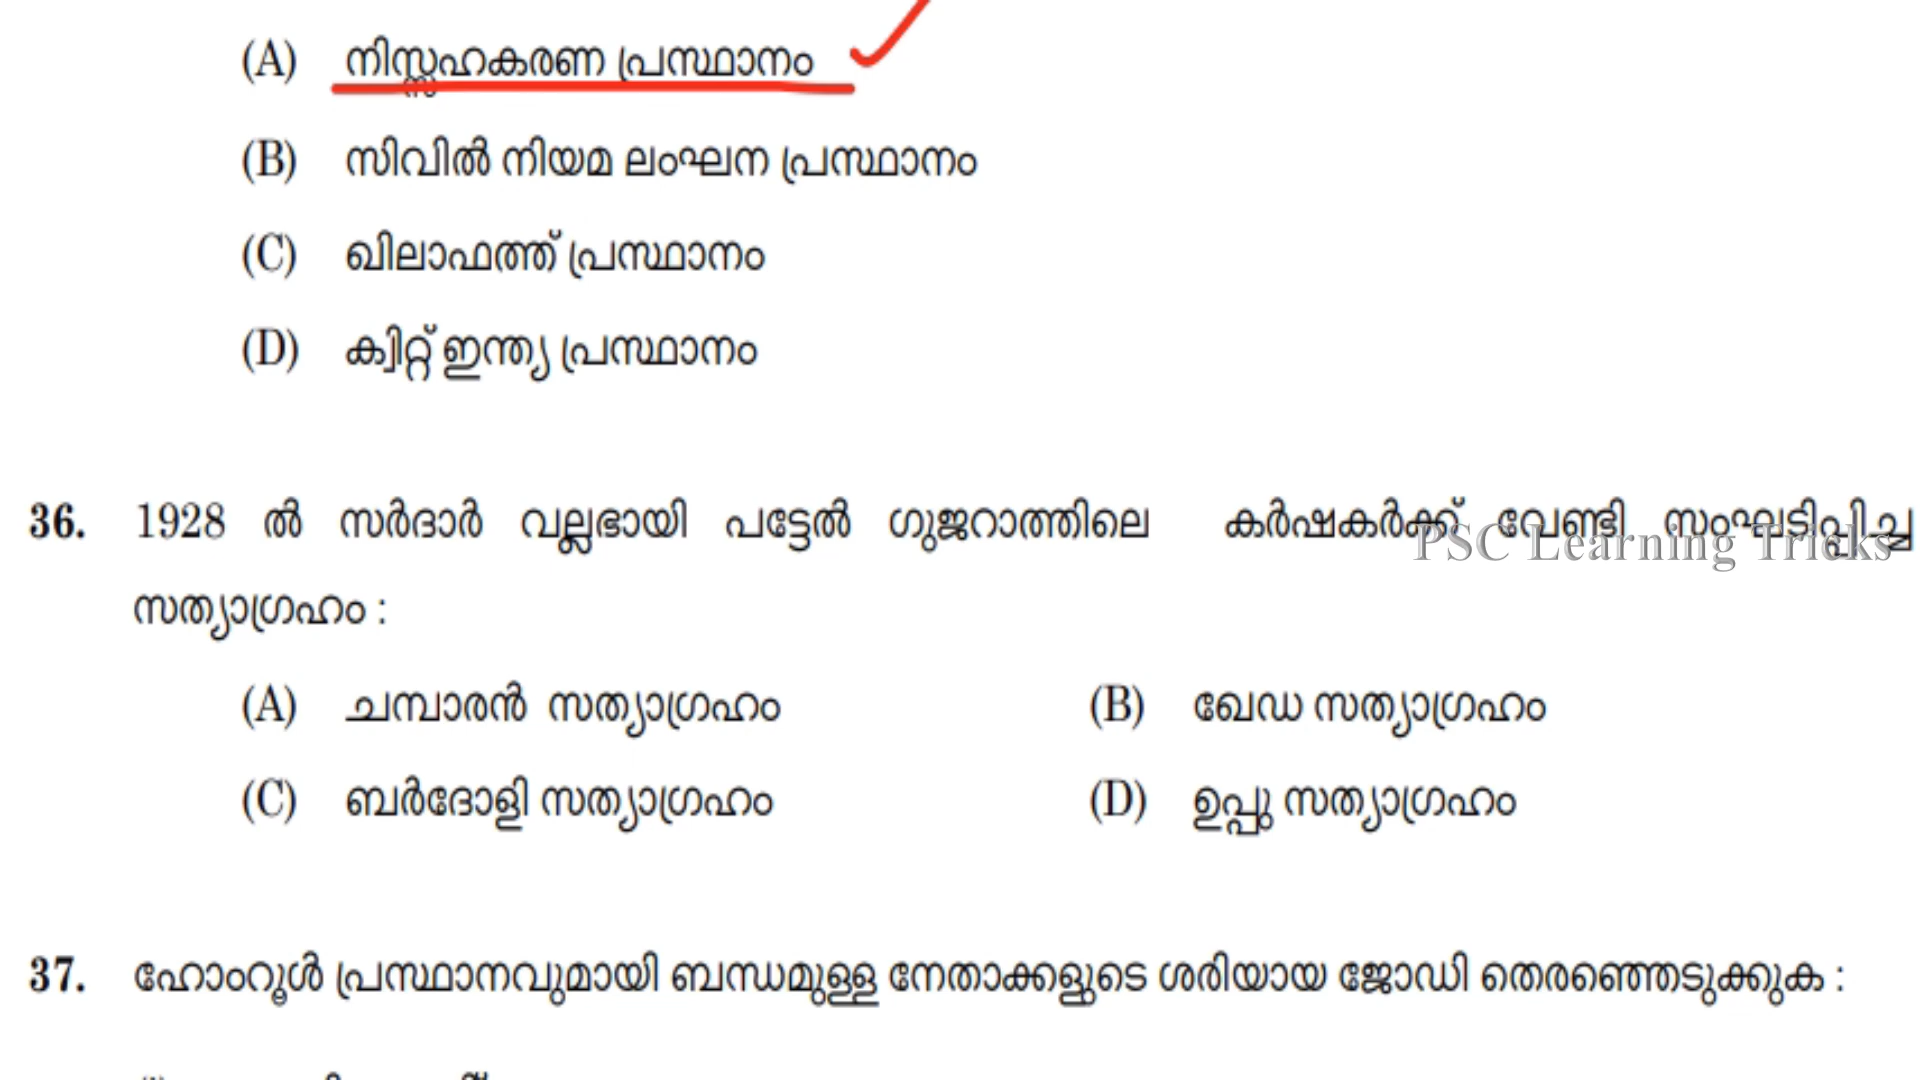 (A) നിസ്സഹകരണ പ്രസ്ഥാനം
(B) സിവിൽ നിയമ ലംഘന പ്രസ്ഥാനം
(C) ഖിലാഫത്ത് പ്രസ്ഥാനം
(D) ക്വിറ്റ് ഇന്ത്യ പ്രസ്ഥാനം
36. 1928 ൽ സർദാർ വല്ലഭായി പട്ടേൽ ഗുജറാത്തിലെ കർഷകർക്ക് വേണ്ടി സംഘടിപ്പിച്ച
PSC Learning Tricks
സത്യാഗ്രഹം :
(A) ചമ്പാരൻ സത്യാഗ്രഹം (B) ഖേഡ സത്യാഗ്രഹം
(C) ബർദോളി സത്യാഗ്രഹം (D) ഉപ്പു സത്യാഗ്രഹം
37. ഹോംറൂൾ പ്രസ്ഥാനവുമായി ബന്ധമുള്ള നേതാക്കളുടെ ശരിയായ ജോഡി തെരഞ്ഞെടുക്കുക :